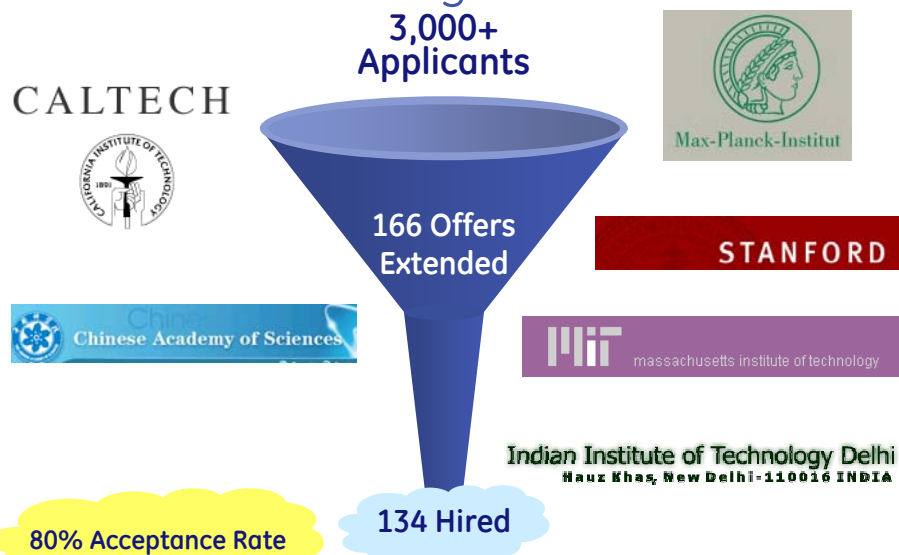 3,000+
Applicants
CALTECH
CALIFORNIA INSTITUTE OF TECHNOLOGY
1891
Max-Planck-Institut
166 Offers
Extended
STANFORD
Chinese Academy of Sciences
MIT massachusetts institute of technology
Indian Institute of Technology Delhi
Hauz Khas, New Delhi-110016 INDIA
134 Hired
80% Acceptance Rate